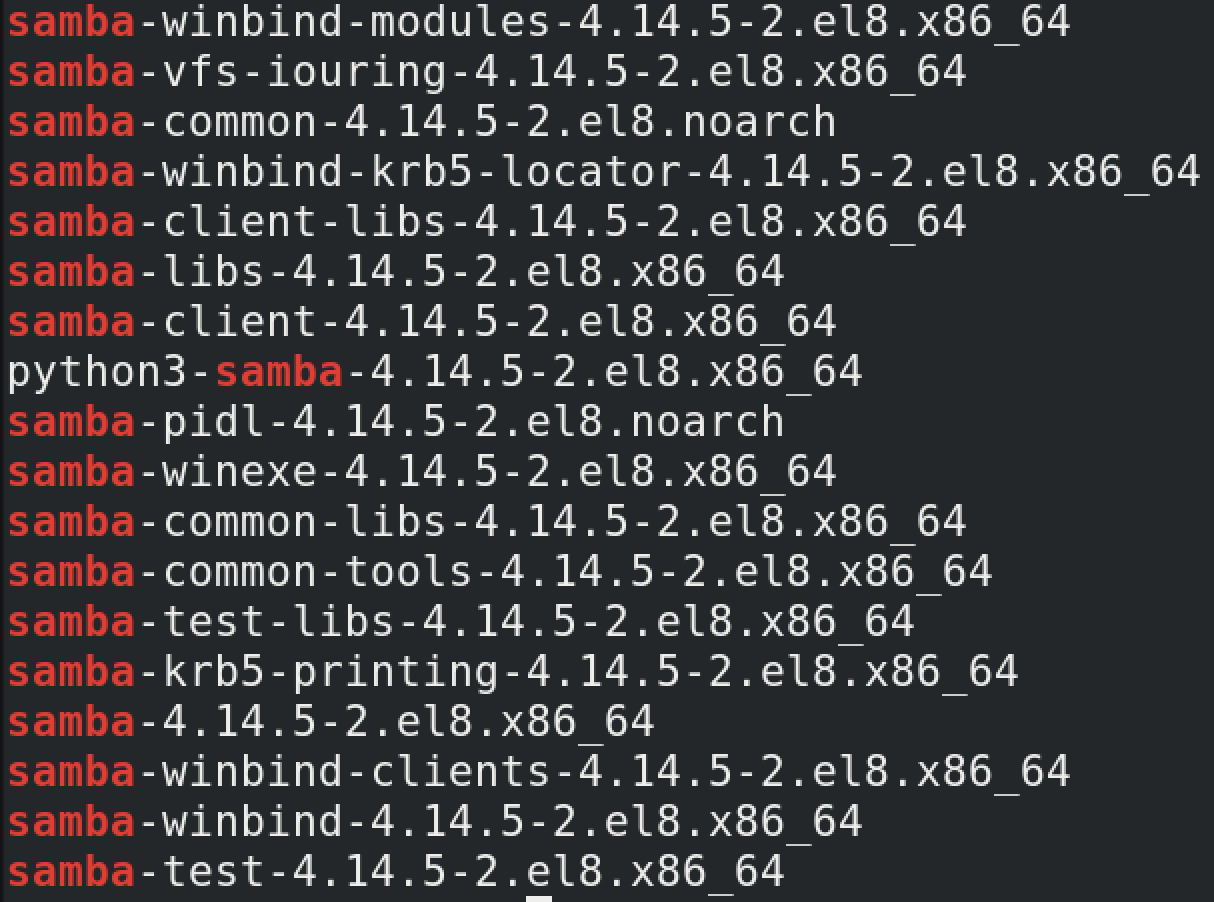 samba-winbind-modules-4.14.5-2.el8.x86_64
samba-vfs-iouring-4.14.5-2.el8.x86_64
samba-common-4.14.5-2.el8.noarch
samba-winbind-krb5-locator-4.14.5-2.el8.x86_64
samba-client-libs-4.14.5-2.el8.x86_64
samba-libs-4.14.5-2.el8.x86_64
samba-client-4.14.5-2.el8.x86_64
python3-samba-4.14.5-2.el8.x86_64
samba-pidl-4.14.5-2.el8.noarch
samba-winexe-4.14.5-2.el8.x86_64
samba-common-libs-4.14.5-2.el8.x86_64
samba-common-tools-4.14.5-2.el8.x86_64
samba-test-libs-4.14.5-2.el8.x86_64
samba-krb5-printing-4.14.5-2.el8.x86_64
samba-4.14.5-2.el8.x86_64
samba-winbind-clients-4.14.5-2.el8.x86_64
samba-winbind-4.14.5-2.el8.x86_64
samba-test-4.14.5-2.el8.x86_64